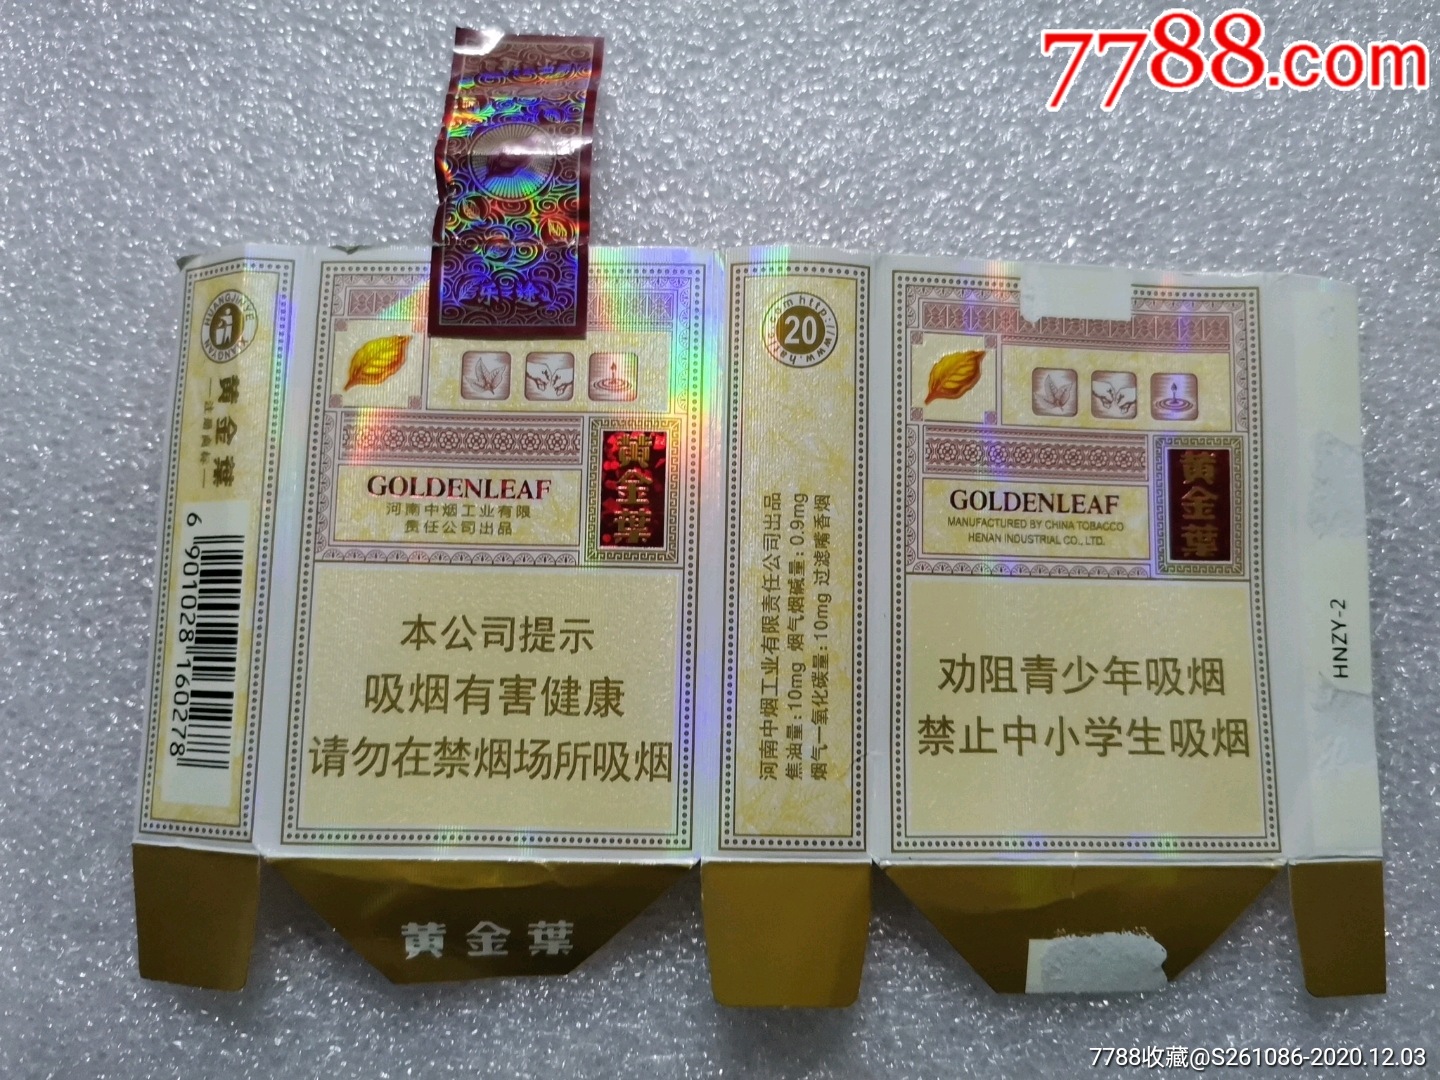 7788.com
黄金葉
6 901028 160278
GOLDENLEAF
河南中烟工业有限
责任公司出品
黄金葉
本公司提示
吸烟有害健康
请勿在禁烟场所吸烟
黄金葉
20
河南中烟工业有限责任公司出品
焦油量：10mg 烟气烟碱量：0.9mg
烟气一氧化碳量：10mg 过滤嘴香烟
GOLDENLEAF
MANUFACTURED BY CHINA TOBACCO
HENAN INDUSTRIAL CO., LTD.
黄金葉
劝阻青少年吸烟
禁止中小学生吸烟
HNZY-2
7788收藏@S261086-2020.12.03